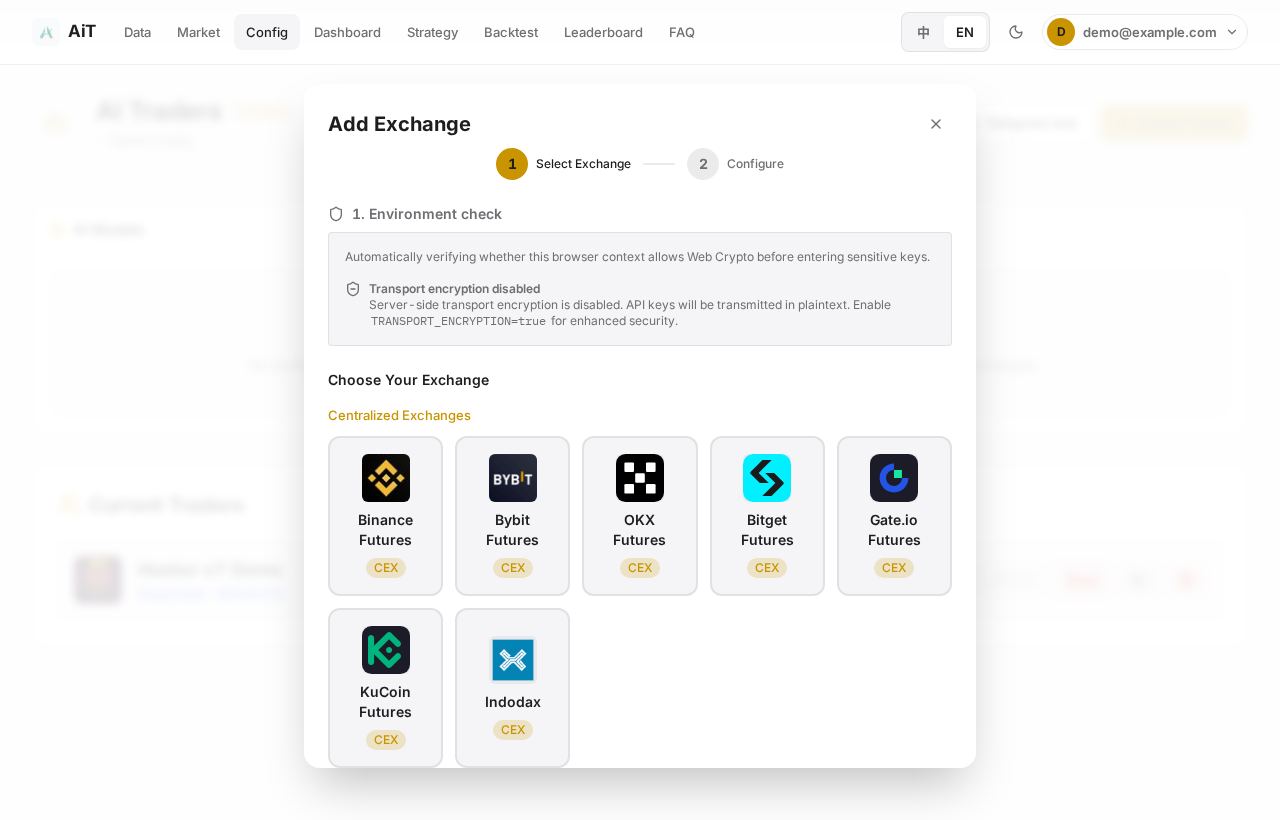 AiT
Data
Market
Config
Dashboard
Strategy
Backtest
Leaderboard
FAQ
中
EN
D
demo@example.com
Add Exchange
1
Select Exchange
2
Configure
1. Environment check
Automatically verifying whether this browser context allows Web Crypto before entering sensitive keys.
Transport encryption disabled
Server-side transport encryption is disabled. API keys will be transmitted in plaintext. Enable
TRANSPORT_ENCRYPTION=true for enhanced security.
Choose Your Exchange
Centralized Exchanges
Binance
Futures
CEX
BYBIT
Bybit
Futures
CEX
OKX
Futures
CEX
Bitget
Futures
CEX
Gate.io
Futures
CEX
KuCoin
Futures
CEX
Indodax
CEX
AI Traders
AI Models
Current Traders